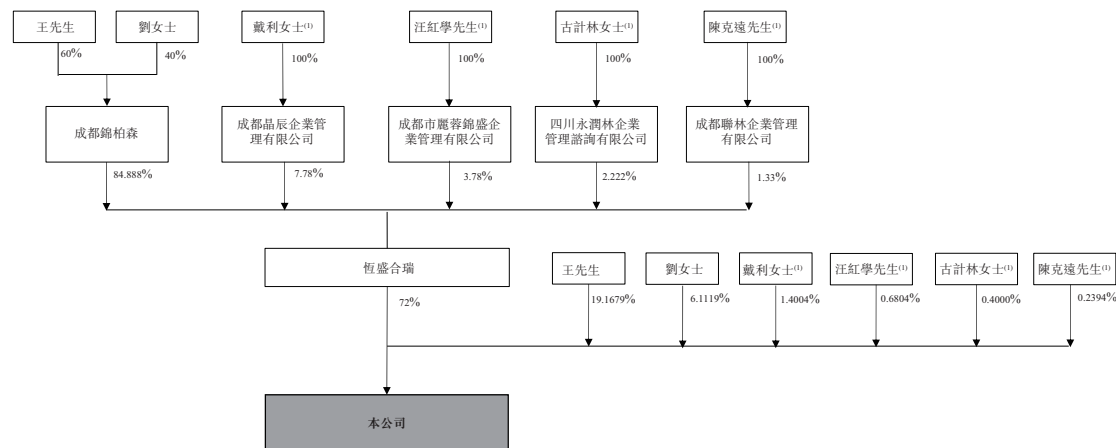 王先生
劉女士
戴利女士(1)
汪紅學先生(1)
古計林女士(1)
陳克遠先生(1)
60%
40%
100%
100%
100%
100%
成都錦柏森
成都晶辰企業管
理有限公司
成都市麗蓉錦盛企
業管理有限公司
四川永潤林企業
管理諮詢有限公司
成都聯林企業管理
有限公司
84.888%
7.78%
3.78%
2.222%
1.33%
恆盛合瑞
王先生
劉女士
戴利女士(1)
汪紅學先生(1)
古計林女士(1)
陳克遠先生(1)
72%
19.1679%
6.1119%
1.4004%
0.6804%
0.4000%
0.2394%
本公司